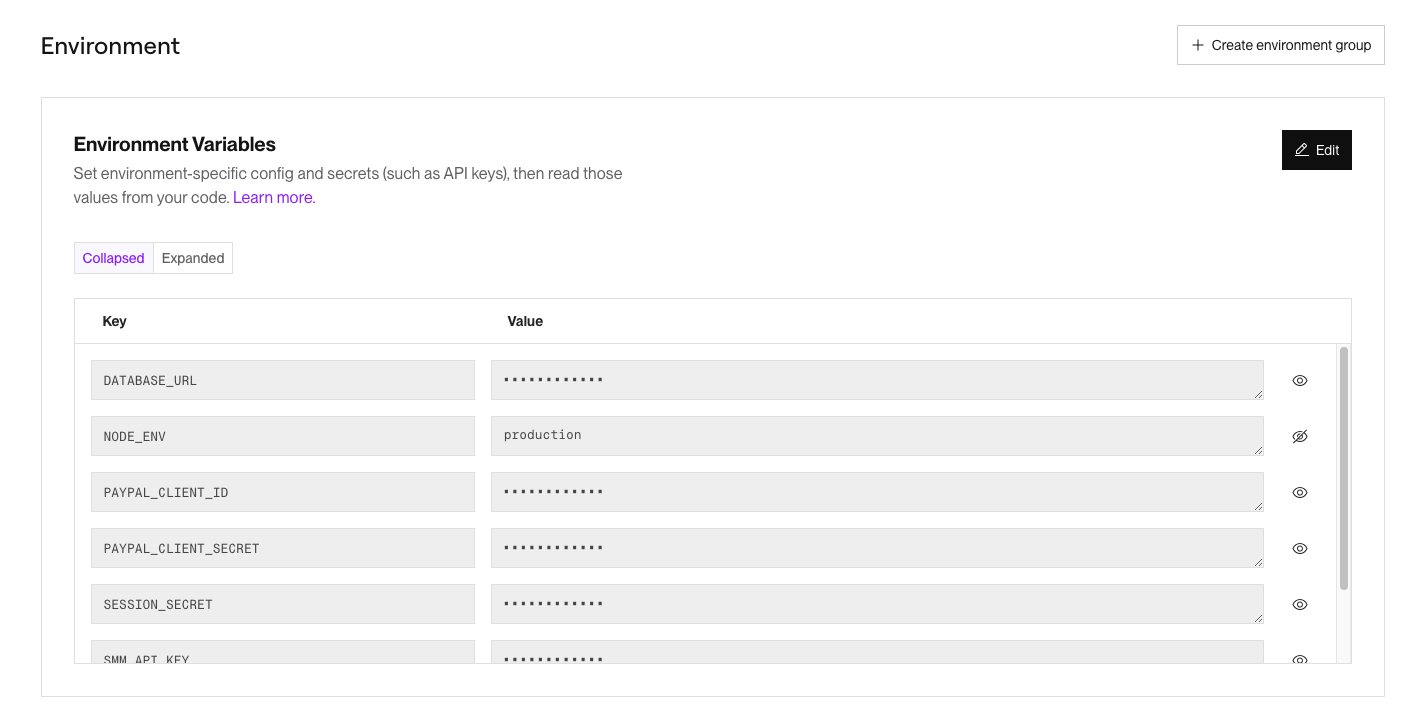 Environment
+ Create environment group
Environment Variables
Edit
Set environment-specific config and secrets (such as API keys), then read those
values from your code. Learn more.
Collapsed Expanded
Key Value
DATABASE_URL ············
NODE_ENV production
PAYPAL_CLIENT_ID ············
PAYPAL_CLIENT_SECRET ············
SESSION_SECRET ············
SMM_API_KEY ············